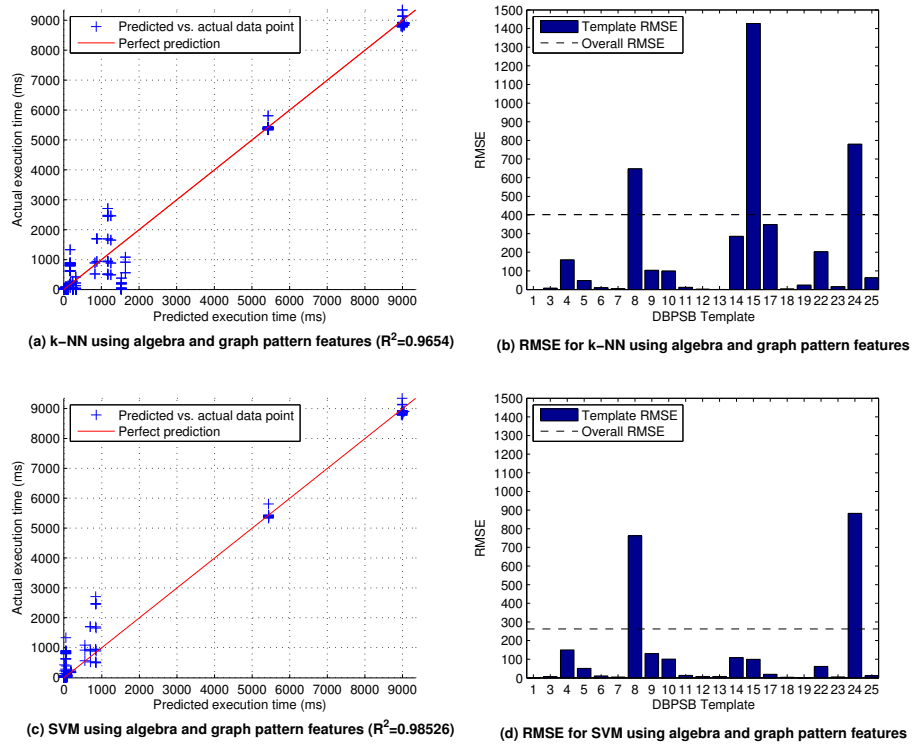 9000
8000
7000
6000
5000
4000
3000
2000
1000
0
Actual execution time (ms)
Predicted vs. actual data point
Perfect prediction
0 1000 2000 3000 4000 5000 6000 7000 8000 9000
Predicted execution time (ms)
(a) k−NN using algebra and graph pattern features (R²=0.9654)
1500
1400
1300
1200
1100
1000
900
800
700
600
500
400
300
200
100
0
RMSE
Template RMSE
Overall RMSE
1 3 4 5 6 7 8 9 10 11 12 13 14 15 17 18 19 22 23 24 25
DBPSB Template
(b) RMSE for k−NN using algebra and graph pattern features
9000
8000
7000
6000
5000
4000
3000
2000
1000
0
Actual execution time (ms)
Predicted vs. actual data point
Perfect prediction
0 1000 2000 3000 4000 5000 6000 7000 8000 9000
Predicted execution time (ms)
(c) SVM using algebra and graph pattern features (R²=0.98526)
1500
1400
1300
1200
1100
1000
900
800
700
600
500
400
300
200
100
0
RMSE
Template RMSE
Overall RMSE
1 3 4 5 6 7 8 9 10 11 12 13 14 15 17 18 19 22 23 24 25
DBPSB Template
(d) RMSE for SVM using algebra and graph pattern features